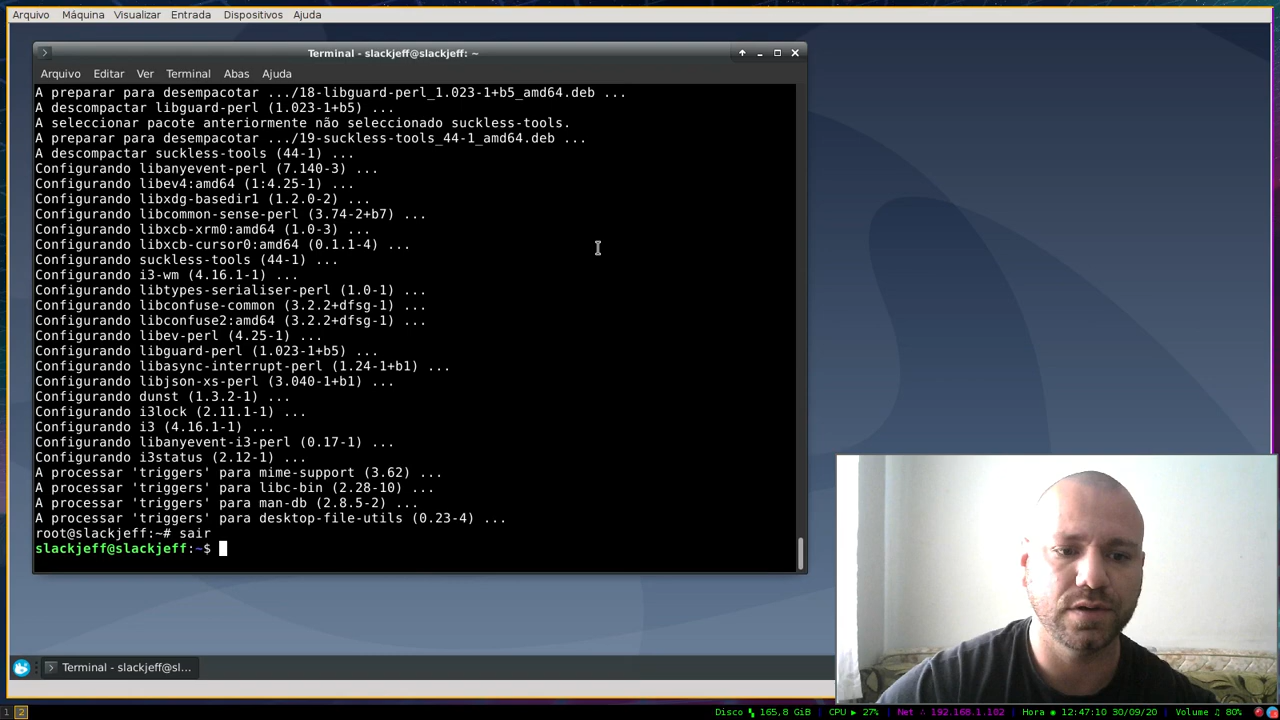 Arquivo Máquina Visualizar Entrada Dispositivos Ajuda
Terminal - slackjeff@slackjeff: ~
Arquivo Editar Ver Terminal Abas Ajuda
A preparar para desempacotar .../18-libguard-perl_1.023-1+b5_amd64.deb ...
A descompactar libguard-perl (1.023-1+b5) ...
A seleccionar pacote anteriormente não seleccionado suckless-tools.
A preparar para desempacotar .../19-suckless-tools_44-1_amd64.deb ...
A descompactar suckless-tools (44-1) ...
Configurando libanyevent-perl (7.140-3) ...
Configurando libev4:amd64 (1:4.25-1) ...
Configurando libxdg-basedir1 (1.2.0-2) ...
Configurando libcommon-sense-perl (3.74-2+b7) ...
Configurando libxcb-xrm0:amd64 (1.0-3) ...
Configurando libxcb-cursor0:amd64 (0.1.1-4) ...
Configurando suckless-tools (44-1) ...
Configurando i3-wm (4.16.1-1) ...
Configurando libtypes-serialiser-perl (1.0-1) ...
Configurando libconfuse-common (3.2.2+dfsg-1) ...
Configurando libconfuse2:amd64 (3.2.2+dfsg-1) ...
Configurando libev-perl (4.25-1) ...
Configurando libguard-perl (1.023-1+b5) ...
Configurando libasync-interrupt-perl (1.24-1+b1) ...
Configurando libjson-xs-perl (3.040-1+b1) ...
Configurando dunst (1.3.2-1) ...
Configurando i3lock (2.11.1-1) ...
Configurando i3 (4.16.1-1) ...
Configurando libanyevent-i3-perl (0.17-1) ...
Configurando i3status (2.12-1) ...
A processar 'triggers' para mime-support (3.62) ...
A processar 'triggers' para libc-bin (2.28-10) ...
A processar 'triggers' para man-db (2.8.5-2) ...
A processar 'triggers' para desktop-file-utils (0.23-4) ...
root@slackjeff:~# sair
slackjeff@slackjeff:~$
Terminal - slackjeff@sl...
1 2 Disco 165,8 GiB CPU 27% Net 192.168.1.102 Hora 12:47:10 30/09/20 Volume 80%